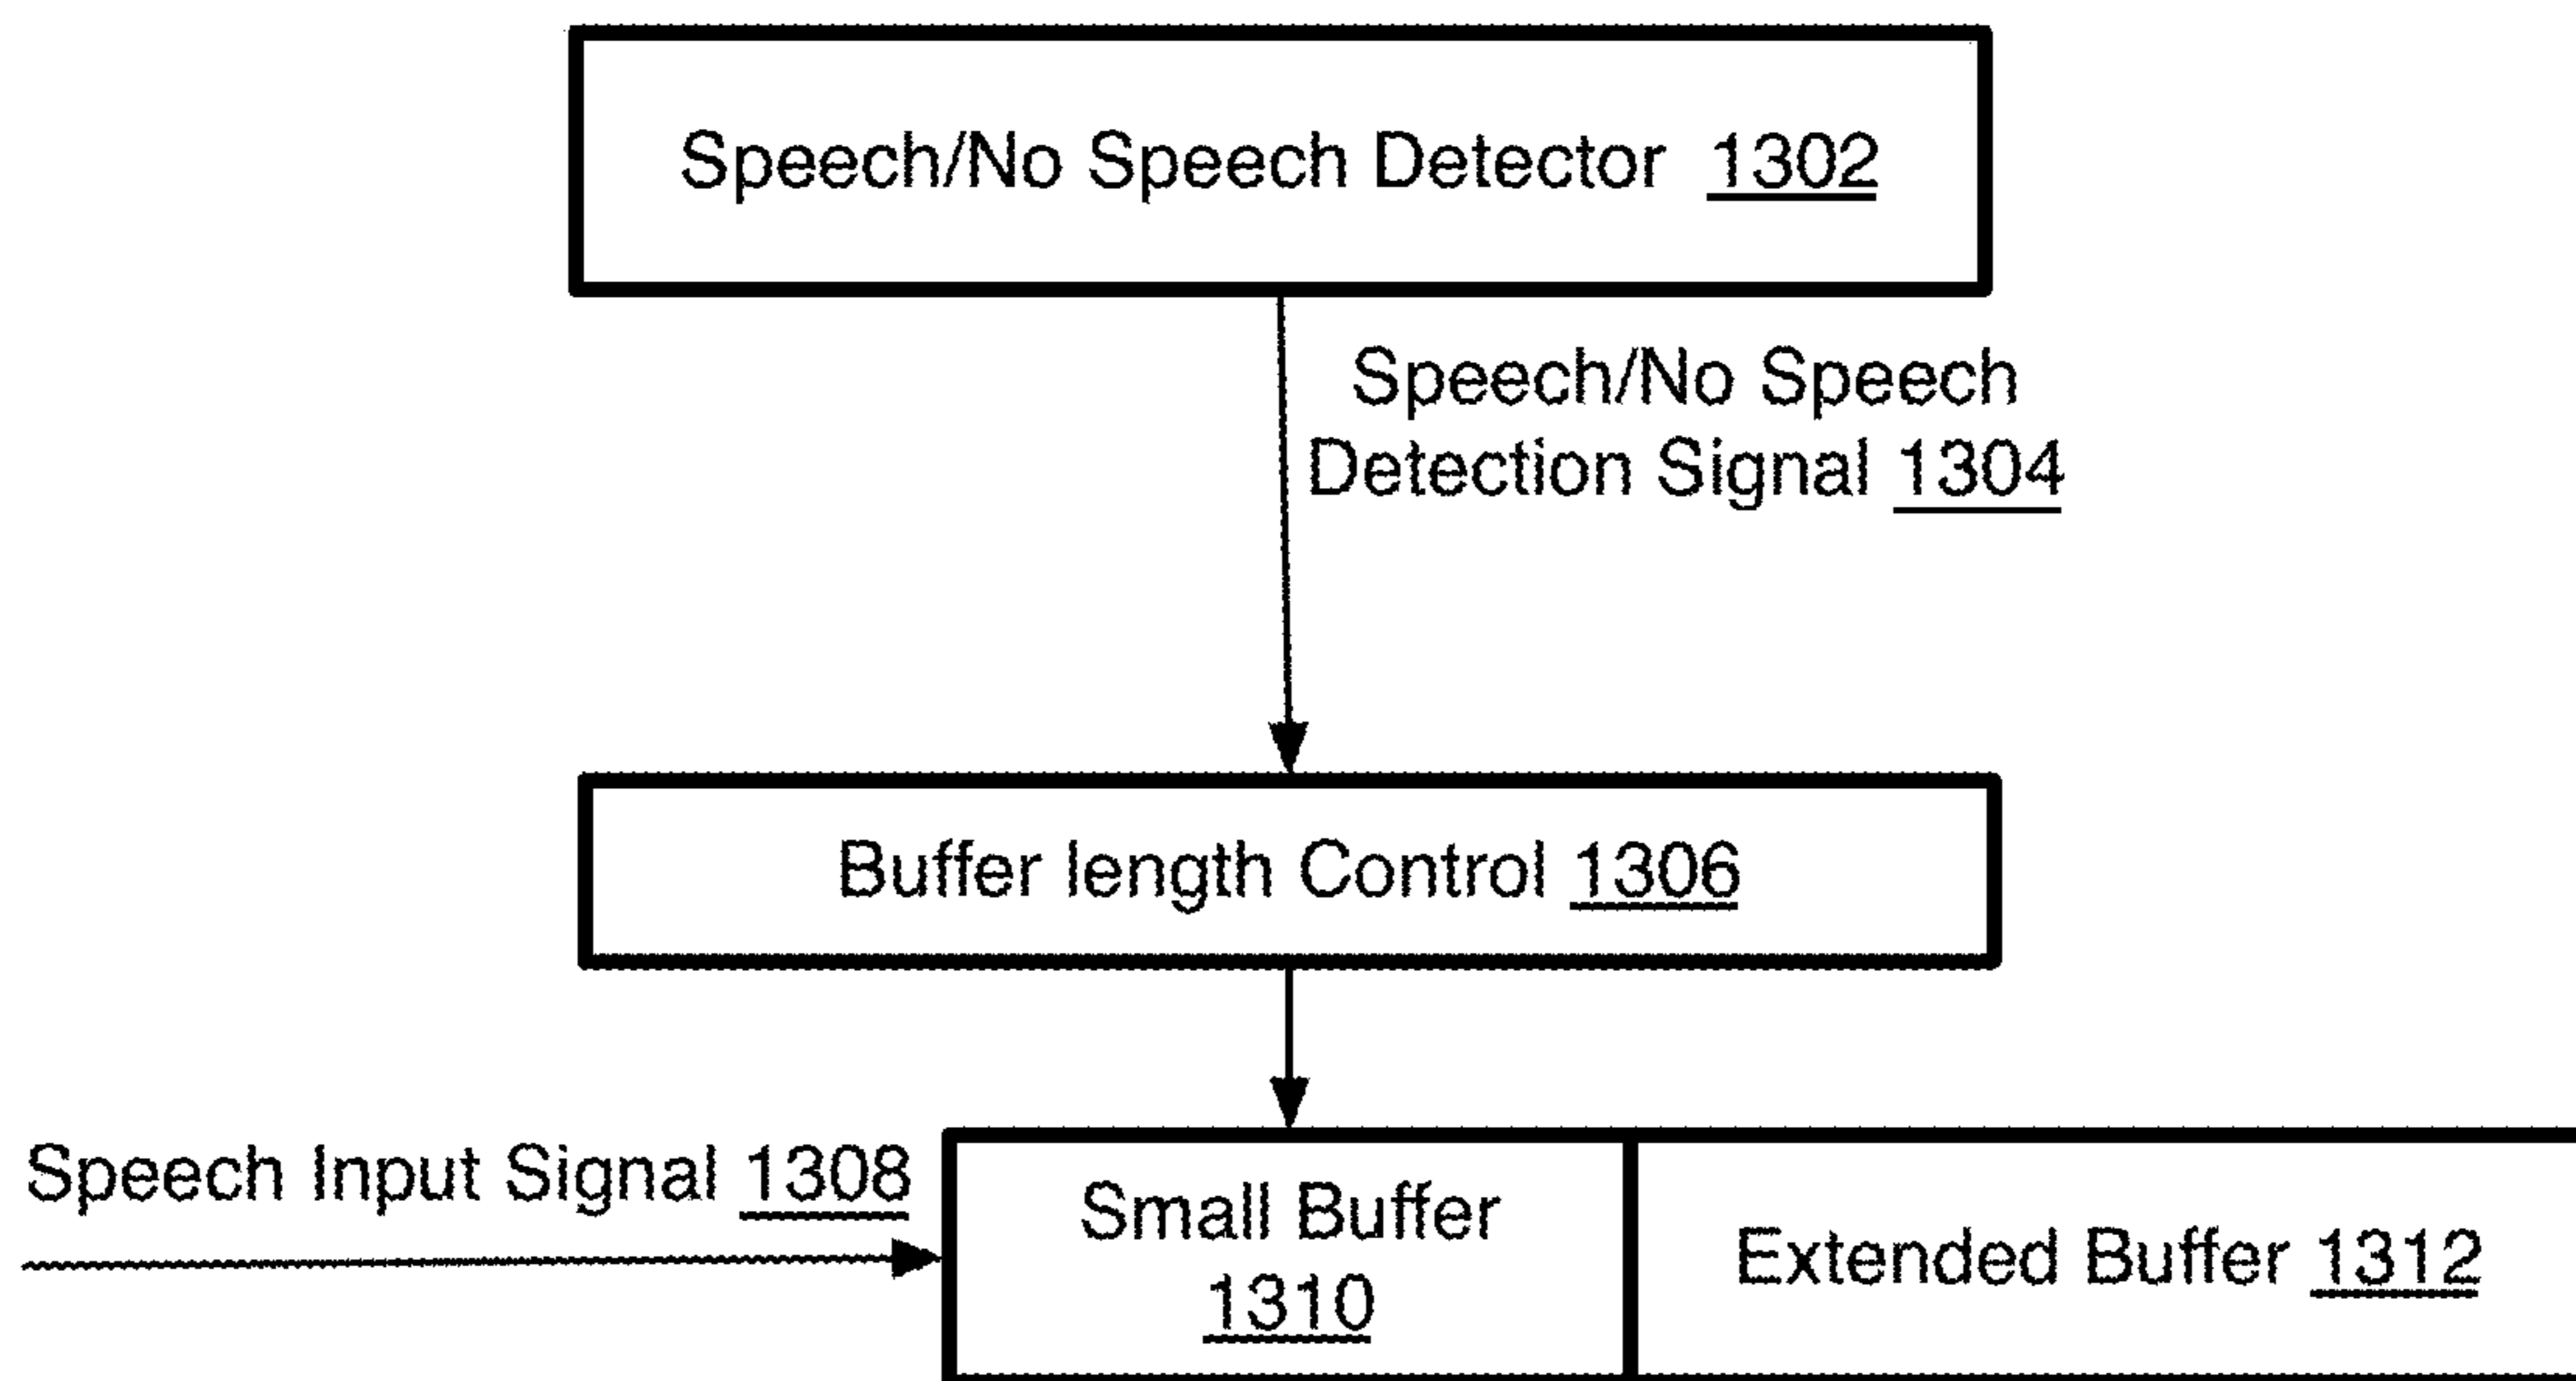 Speech/No Speech Detector 1302
Speech/No Speech
Detection Signal 1304
Buffer length Control 1306
Speech Input Signal 1308
Small Buffer
1310
Extended Buffer 1312